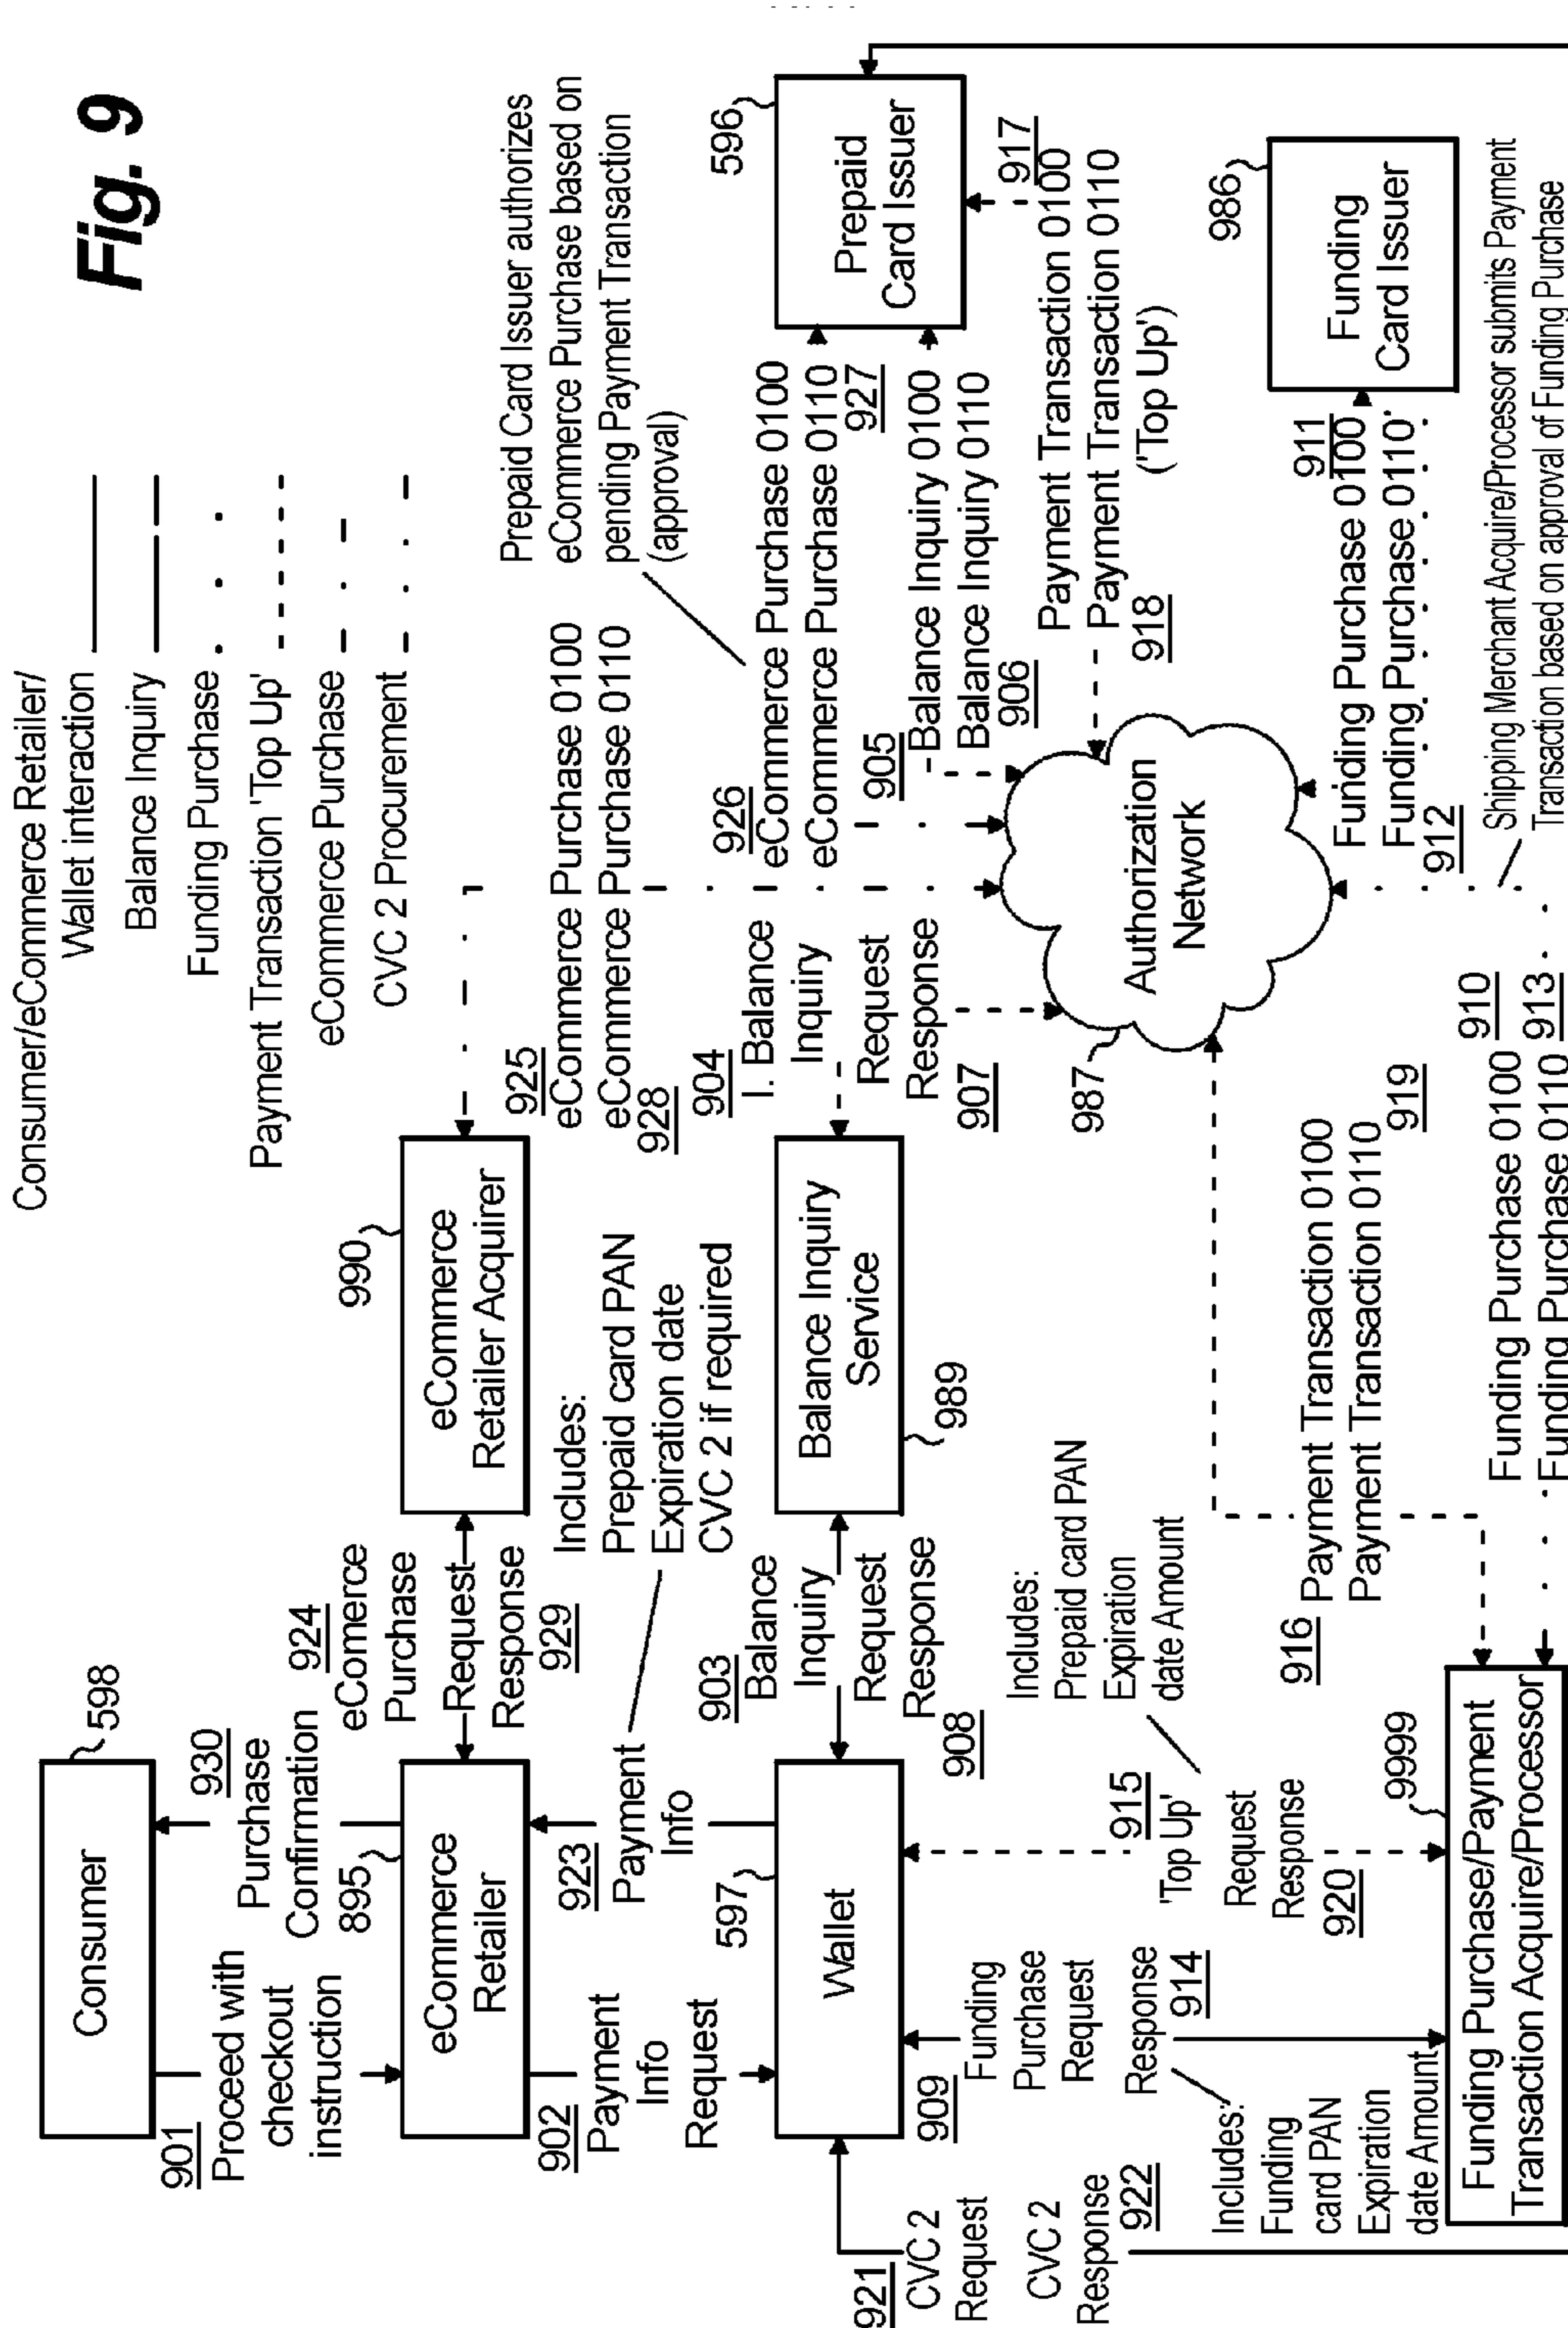 Fig. 9
Consumer/eCommerce Retailer/
Wallet interaction
Balance Inquiry
Funding Purchase
Payment Transaction 'Top Up'
eCommerce Purchase
CVC 2 Procurement
Consumer
598
901
Proceed with
checkout
instruction
930
Purchase
Confirmation
895
eCommerce
Retailer
924
eComerce
Purchase
Request
Response
929
990
eCommerce
Retailer Acquirer
925
eCommerce Purchase 0100
eCommerce Purchase 0110
928
Prepaid Card Issuer authorizes
eCommerce Purchase based on
pending Payment Transaction
(approval)
902
Payment
Info
Request
923
Payment
Info
Includes:
Prepaid card PAN
Expiration date
CVC 2 if required
597
Wallet
903
Balance
Inquiry
Request
Response
908
Balance Inquiry
Service
989
904
I. Balance
Inquiry
Request
Response
907
926
eCommerce Purchase 0100
eCommerce Purchase 0110
927
905
Balance Inquiry 0100
Balance Inquiry 0110
906
596
Prepaid
Card Issuer
917
Payment Transaction 0100
Payment Transaction 0110
918
('Top Up')
987
Authorization
Network
921
CVC 2
Request
CVC 2
Response
922
909
Funding
Purchase
Request
Response
914
Includes:
Funding
card PAN
Expiration
date Amount
915
'Top Up'
Request
Response
920
Includes:
Prepaid card PAN
Expiration
date Amount
916
Payment Transaction 0100
Payment Transaction 0110
919
911
Funding Purchase 0100
Funding Purchase 0110
912
986
Funding
Card Issuer
9999
Funding Purchase/Payment
Transaction Acquire/Processor
910
Funding Purchase 0100
Funding Purchase 0110
913
Shipping Merchant Acquire/Processor submits Payment
Transaction based on approval of Funding Purchase